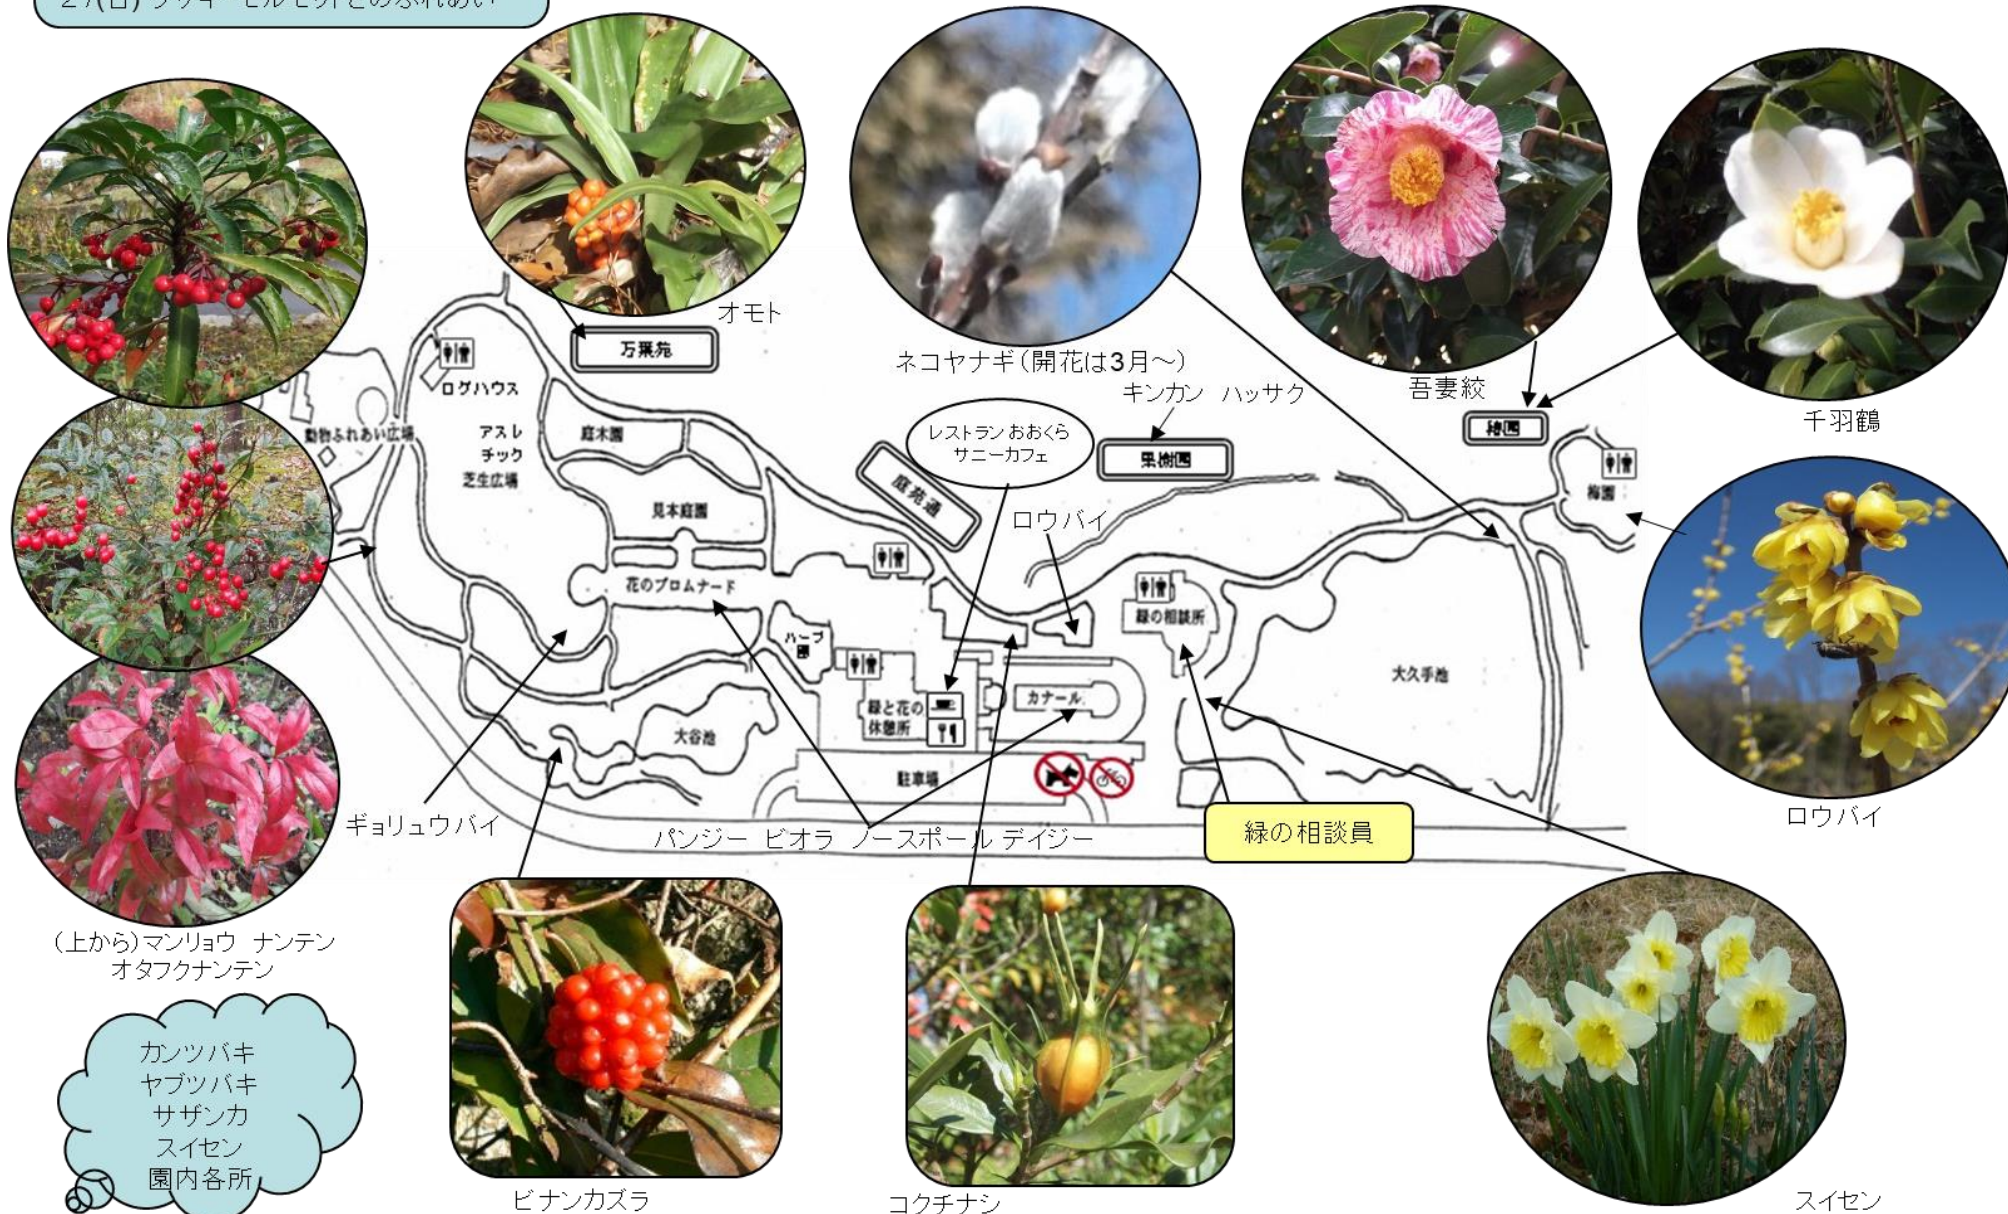 オモト
ネコヤナギ(開花は3月～)
キンカン ハッサク
吾妻絞
千羽鶴
万葉苑
ログハウス
動物ふれあい広場
アスレ
チック
芝生広場
庭木園
見本庭園
花のプロムナード
庭苑通
レストランおおくら
サニーカフェ
果樹園
椿園
梅園
ロウバイ
緑の相談所
ハーブ
園
緑と花の
休憩所
カナール
大久手池
大谷池
駐車場
ロウバイ
ギョリュウバイ
パンジー ビオラ ノースポール デイジー
緑の相談員
(上から)マンリョウ ナンテン
オタフクナンテン
カンツバキ
ヤブツバキ
サザンカ
スイセン
園内各所
ビナンカズラ
コクチナシ
スイセン